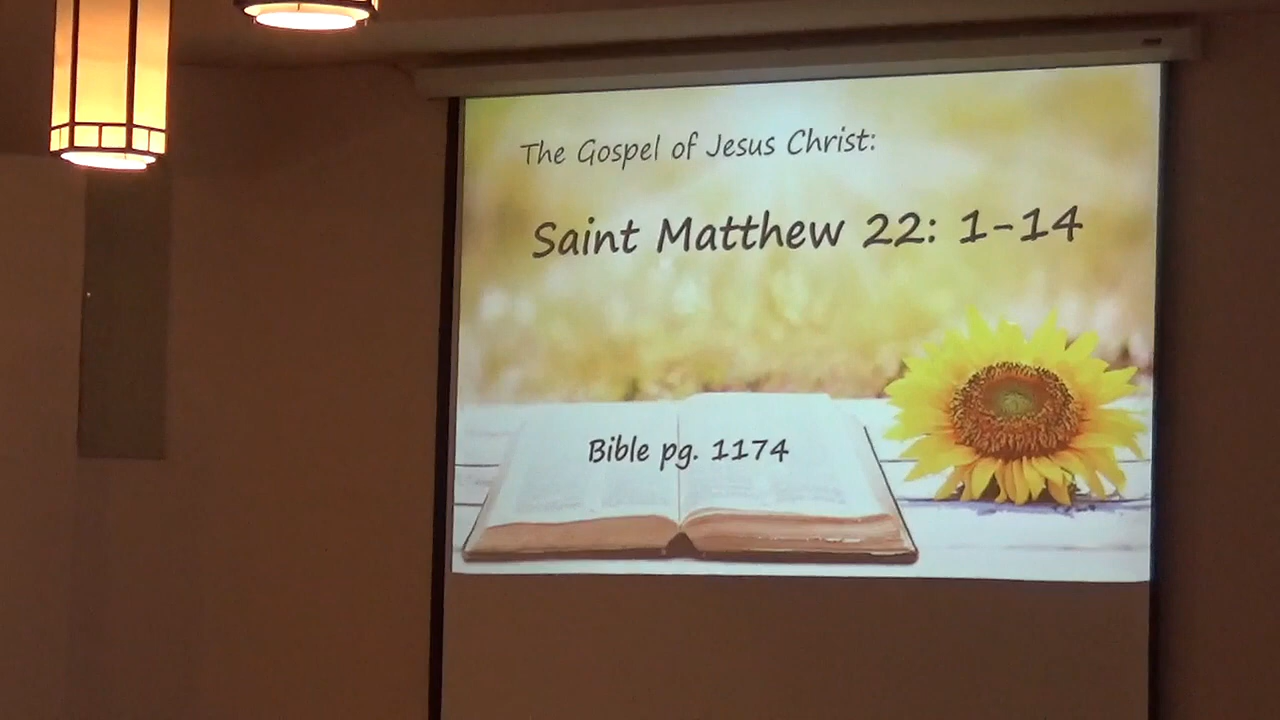 The Gospel of Jesus Christ:
Saint Matthew 22: 1-14
Bible pg. 1174